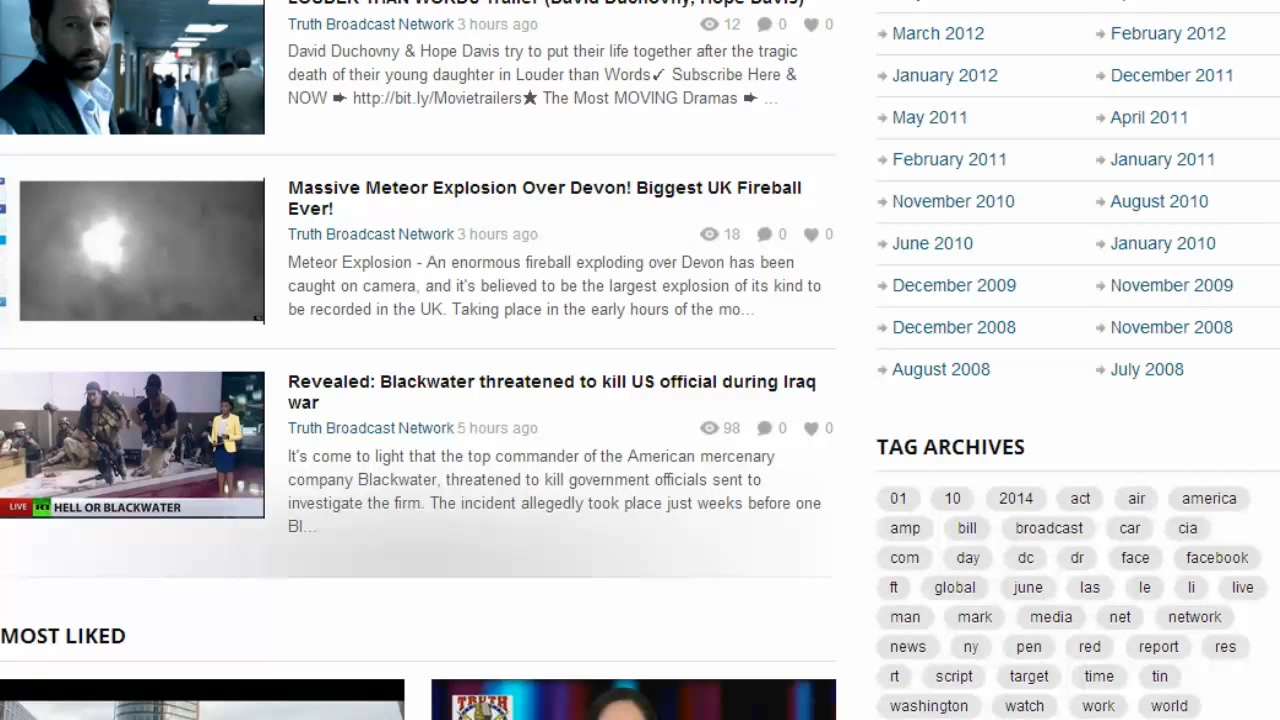 LOUDER THAN WORDS Trailer (David Duchovny, Hope Davis)
Truth Broadcast Network 3 hours ago 12 0 0
David Duchovny & Hope Davis try to put their life together after the tragic
death of their young daughter in Louder than Words✓ Subscribe Here &
NOW ➨ http://bit.ly/Movietrailers★ The Most MOVING Dramas ➨ ...
Massive Meteor Explosion Over Devon! Biggest UK Fireball
Ever!
Truth Broadcast Network 3 hours ago 18 0 0
Meteor Explosion - An enormous fireball exploding over Devon has been
caught on camera, and it's believed to be the largest explosion of its kind to
be recorded in the UK. Taking place in the early hours of the mo...
Revealed: Blackwater threatened to kill US official during Iraq
war
Truth Broadcast Network 5 hours ago 98 0 0
It's come to light that the top commander of the American mercenary
company Blackwater, threatened to kill government officials sent to
investigate the firm. The incident allegedly took place just weeks before one
Bl...
LIVE RT HELL OR BLACKWATER
MOST LIKED
TRUTH
March 2012 February 2012
January 2012 December 2011
May 2011 April 2011
February 2011 January 2011
November 2010 August 2010
June 2010 January 2010
December 2009 November 2009
December 2008 November 2008
August 2008 July 2008
TAG ARCHIVES
01 10 2014 act air america
amp bill broadcast car cia
com day dc dr face facebook
ft global june las le li live
man mark media net network
news ny pen red report res
rt script target time tin
washington watch work world